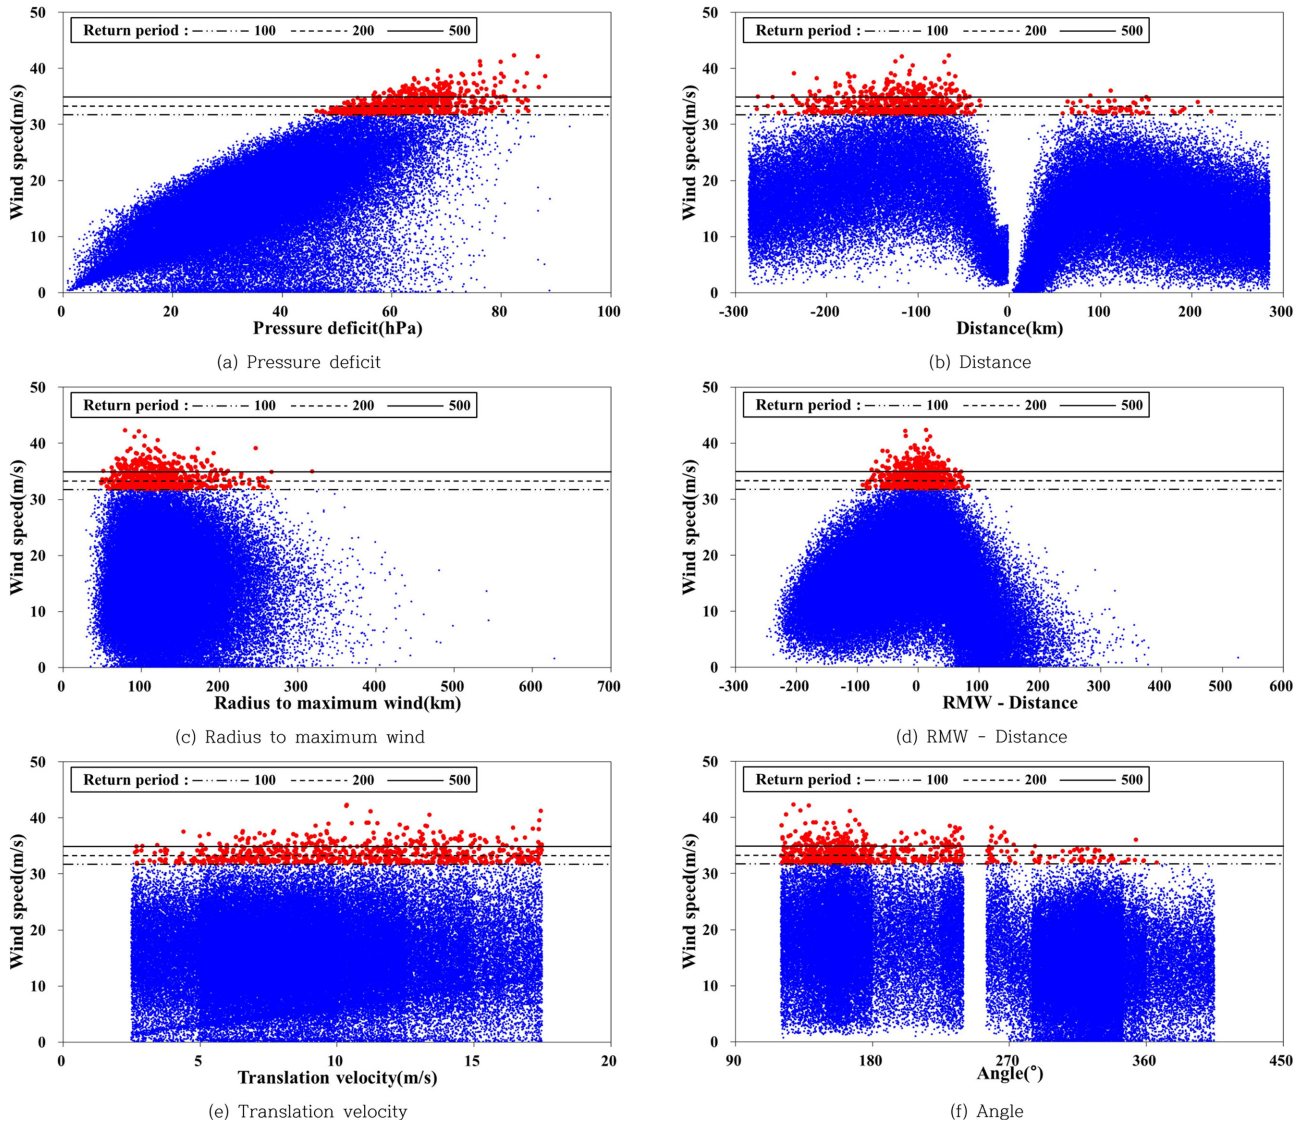 Return period : 100 200 500
50
40
30
20
10
0
Wind speed(m/s)
0 20 40 60 80 100
Pressure deficit(hPa)
(a) Pressure deficit
Return period : 100 200 500
50
40
30
20
10
0
Wind speed(m/s)
-300 -200 -100 0 100 200 300
Distance(km)
(b) Distance
Return period : 100 200 500
50
40
30
20
10
0
Wind speed(m/s)
0 100 200 300 400 500 600 700
Radius to maximum wind(km)
(c) Radius to maximum wind
Return period : 100 200 500
50
40
30
20
10
0
Wind speed(m/s)
-300 -200 -100 0 100 200 300 400 500 600
RMW - Distance
(d) RMW - Distance
Return period : 100 200 500
50
40
30
20
10
0
Wind speed(m/s)
0 5 10 15 20
Translation velocity(m/s)
(e) Translation velocity
Return period : 100 200 500
50
40
30
20
10
0
Wind speed(m/s)
90 180 270 360 450
Angle(°)
(f) Angle